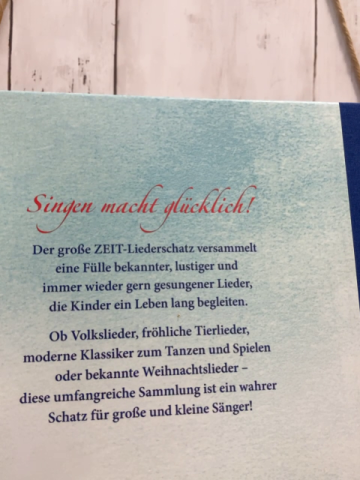 Singen macht glücklich!
Der große ZEIT-Liederschatz versammelt
eine Fülle bekannter, lustiger und
immer wieder gern gesungener Lieder,
die Kinder ein Leben lang begleiten.
Ob Volkslieder, fröhliche Tierlieder,
moderne Klassiker zum Tanzen und Spielen
oder bekannte Weihnachtslieder –
diese umfangreiche Sammlung ist ein wahrer
Schatz für große und kleine Sänger!